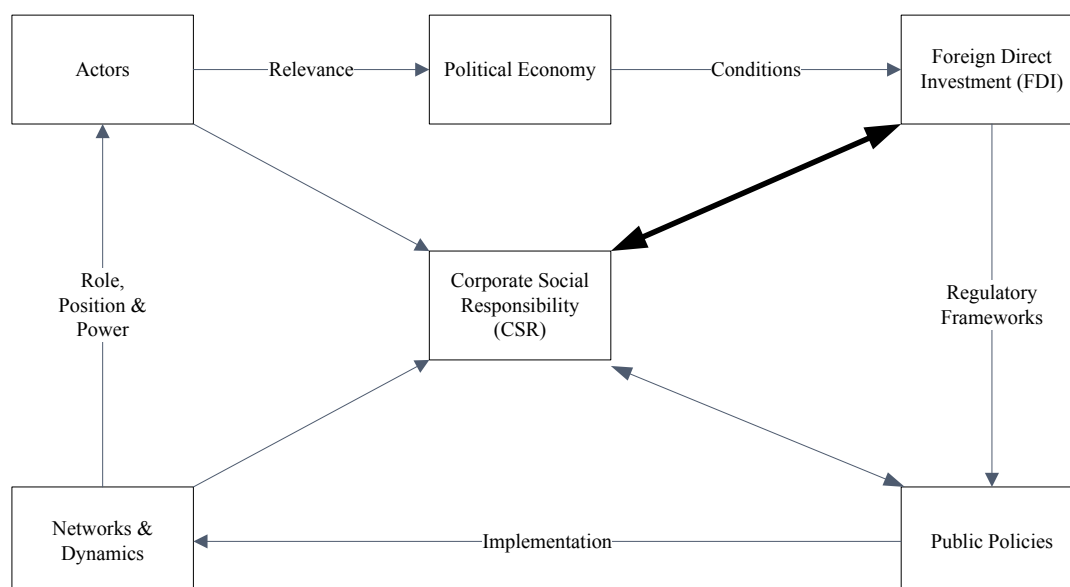 Actors
Relevance
Political Economy
Conditions
Foreign Direct
Investment (FDI)
Corporate Social
Responsibility
(CSR)
Role,
Position &
Power
Regulatory
Frameworks
Networks &
Dynamics
Implementation
Public Policies